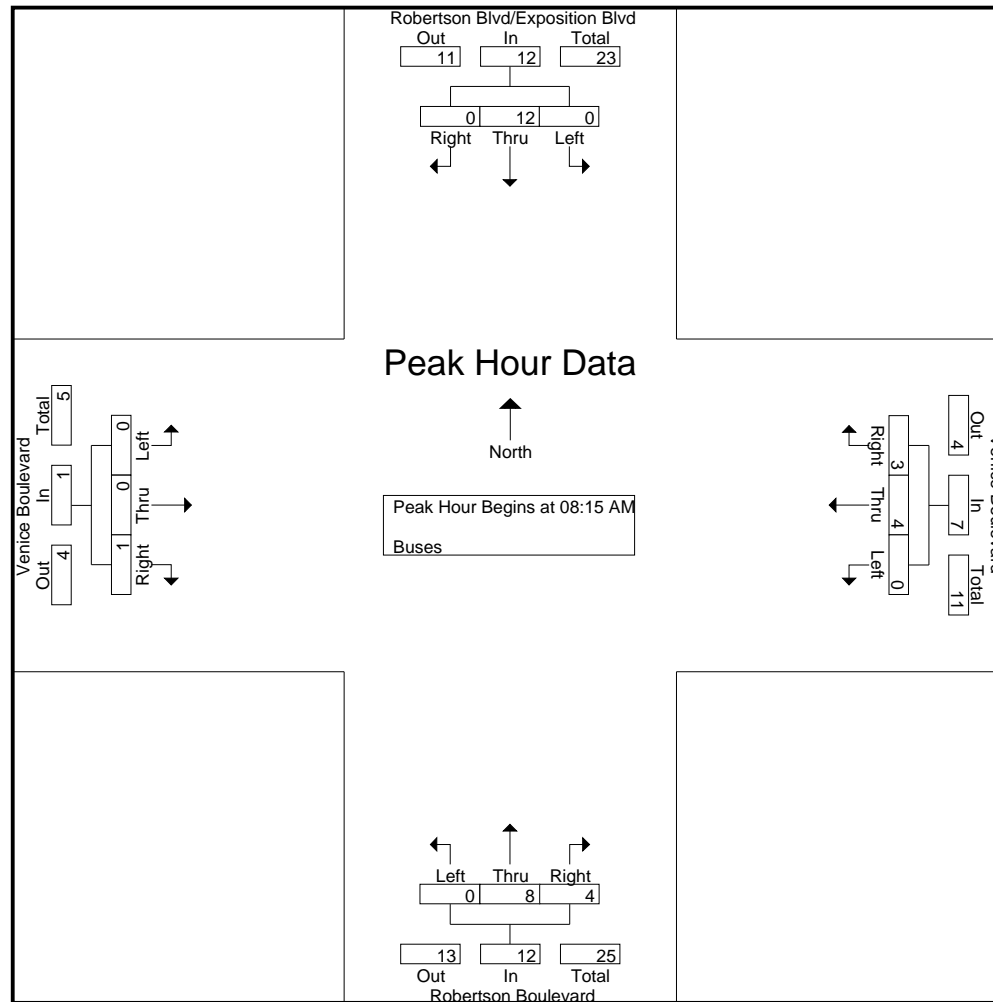 Robertson Blvd/Exposition Blvd
Out In Total
11 12 23
0 12 0
Right Thru Left
Peak Hour Data
North
Peak Hour Begins at 08:15 AM
Buses
Venice Boulevard
Out In Total
4 1 5
Right Thru Left
1 0 0
Out In Total
4 7 11
Right Thru Left
3 4 0
Left Thru Right
0 8 4
13 12 25
Out In Total
Robertson Boulevard